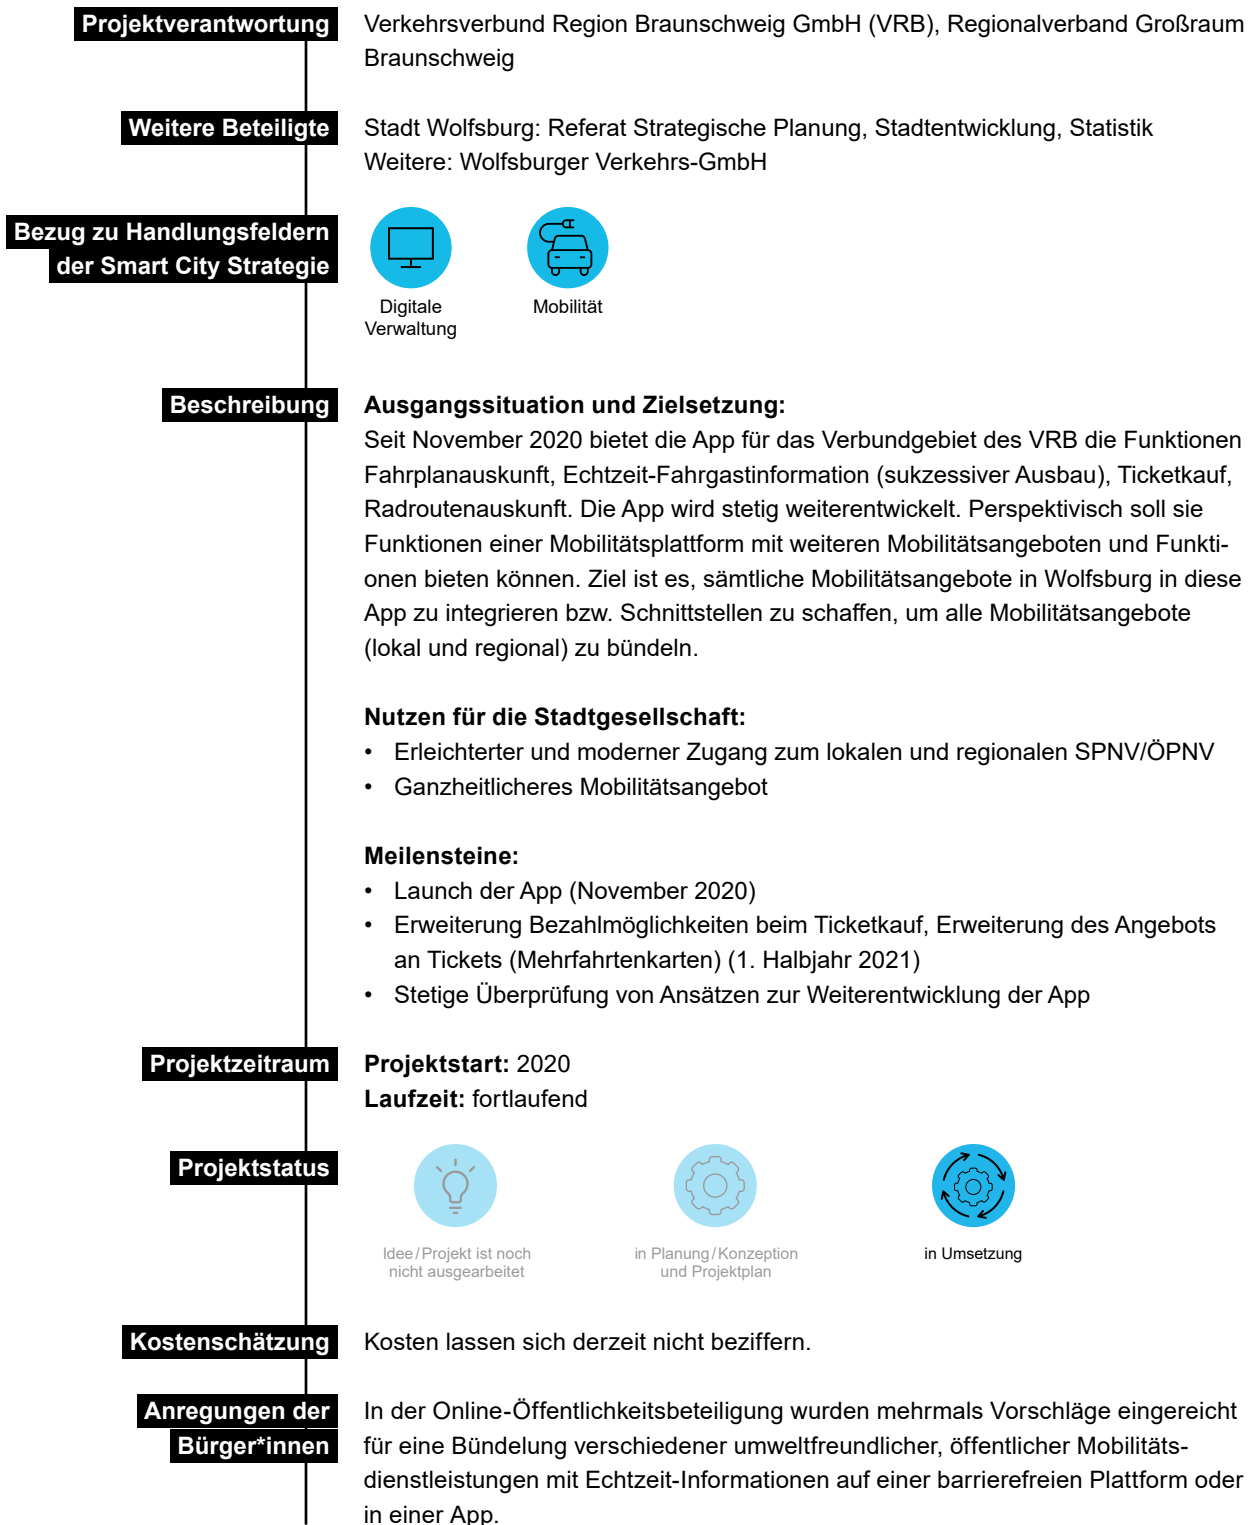 Projektverantwortung
Verkehrsverbund Region Braunschweig GmbH (VRB), Regionalverband Großraum
Braunschweig
Weitere Beteiligte
Stadt Wolfsburg: Referat Strategische Planung, Stadtentwicklung, Statistik
Weitere: Wolfsburger Verkehrs-GmbH
Bezug zu Handlungsfeldern
der Smart City Strategie
Digitale
Verwaltung
Mobilität
Beschreibung
Ausgangssituation und Zielsetzung:
Seit November 2020 bietet die App für das Verbundgebiet des VRB die Funktionen
Fahrplanauskunft, Echtzeit-Fahrgastinformation (sukzessiver Ausbau), Ticketkauf,
Radroutenauskunft. Die App wird stetig weiterentwickelt. Perspektivisch soll sie
Funktionen einer Mobilitätsplattform mit weiteren Mobilitätsangeboten und Funkti-
onen bieten können. Ziel ist es, sämtliche Mobilitätsangebote in Wolfsburg in diese
App zu integrieren bzw. Schnittstellen zu schaffen, um alle Mobilitätsangebote
(lokal und regional) zu bündeln.
Nutzen für die Stadtgesellschaft:
• Erleichterter und moderner Zugang zum lokalen und regionalen SPNV/ÖPNV
• Ganzheitlicheres Mobilitätsangebot
Meilensteine:
• Launch der App (November 2020)
• Erweiterung Bezahlmöglichkeiten beim Ticketkauf, Erweiterung des Angebots
an Tickets (Mehrfahrtenkarten) (1. Halbjahr 2021)
• Stetige Überprüfung von Ansätzen zur Weiterentwicklung der App
Projektzeitraum
Projektstart: 2020
Laufzeit: fortlaufend
Projektstatus
Idee/Projekt ist noch
nicht ausgearbeitet
in Planung/Konzeption
und Projektplan
in Umsetzung
Kostenschätzung
Kosten lassen sich derzeit nicht beziffern.
Anregungen der
Bürger*innen
In der Online-Öffentlichkeitsbeteiligung wurden mehrmals Vorschläge eingereicht
für eine Bündelung verschiedener umweltfreundlicher, öffentlicher Mobilitäts-
dienstleistungen mit Echtzeit-Informationen auf einer barrierefreien Plattform oder
in einer App.